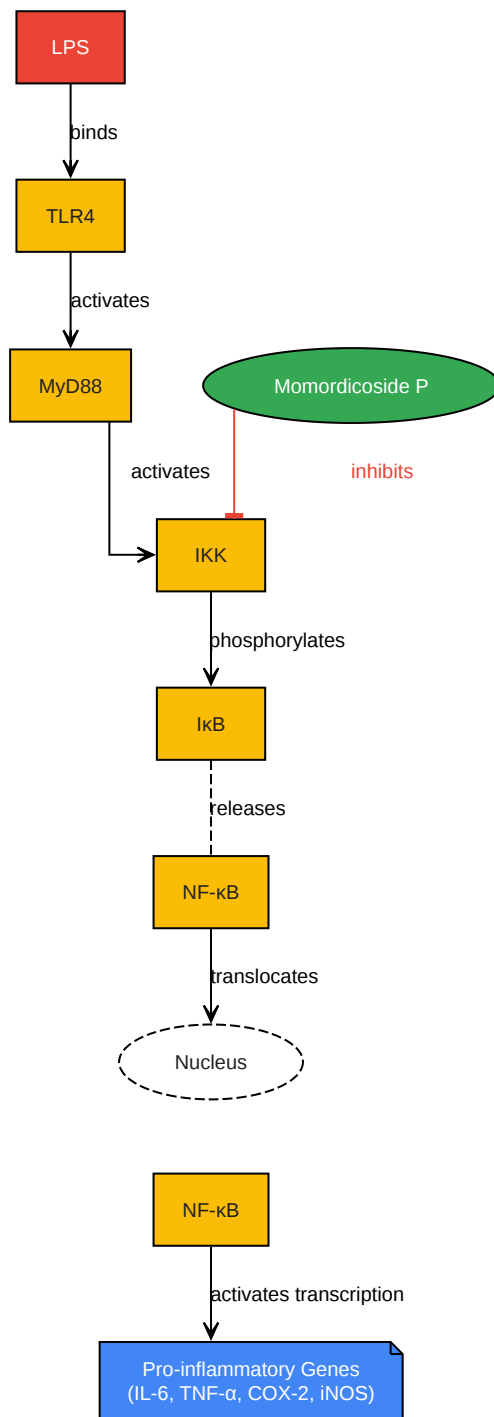 LPS
binds
TLR4
activates
MyD88
Momordicoside P
activates
inhibits
IKK
phosphorylates
IκB
releases
NF-κB
translocates
Nucleus
NF-κB
activates transcription
Pro-inflammatory Genes
(IL-6, TNF-α, COX-2, iNOS)